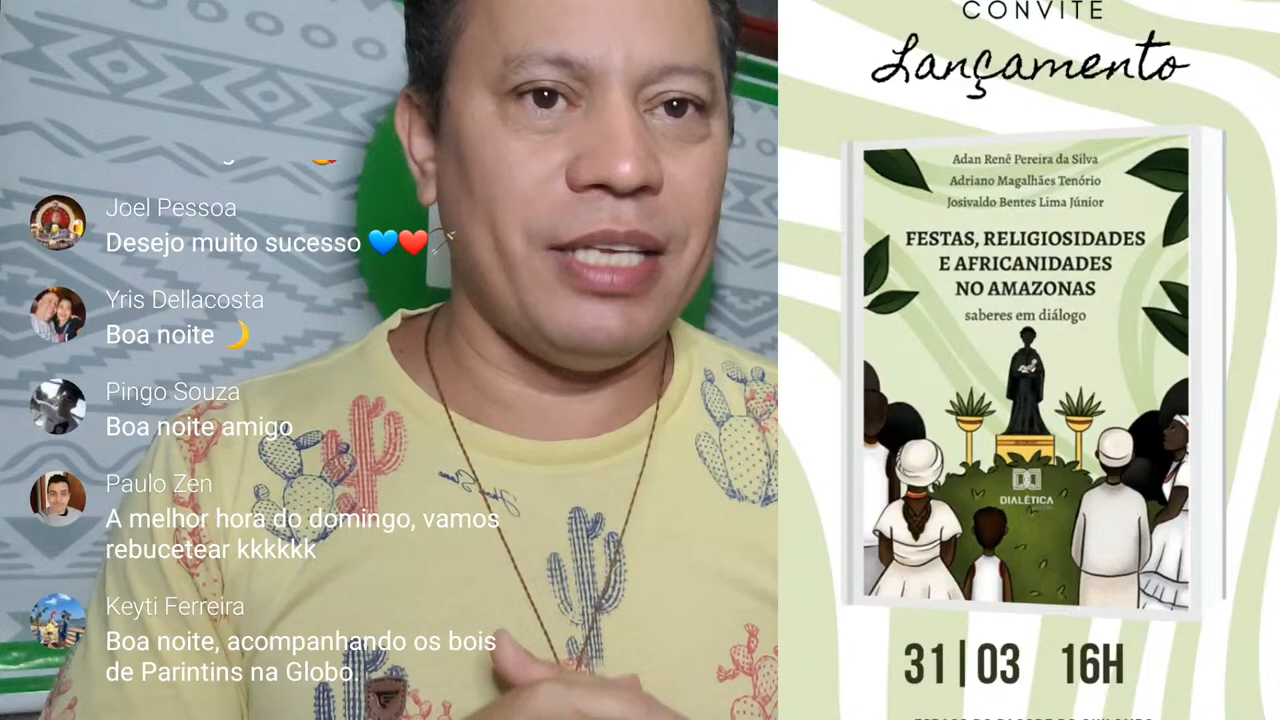 Joel Pessoa
Desejo muito sucesso 💙❤️🏹
Yris Dellacosta
Boa noite 🌙
Pingo Souza
Boa noite amigo
Paulo Zen
A melhor hora do domingo, vamos
rebucetear kkkkkk
Keyti Ferreira
Boa noite, acompanhando os bois
de Parintins na Globo.
CONVITE
Lançamento
Adan Renê Pereira da Silva
Adriano Magalhães Tenório
Josivaldo Bentes Lima Júnior
FESTAS, RELIGIOSIDADES
E AFRICANIDADES
NO AMAZONAS
saberes em diálogo
DIALÉTICA
31|03 16H